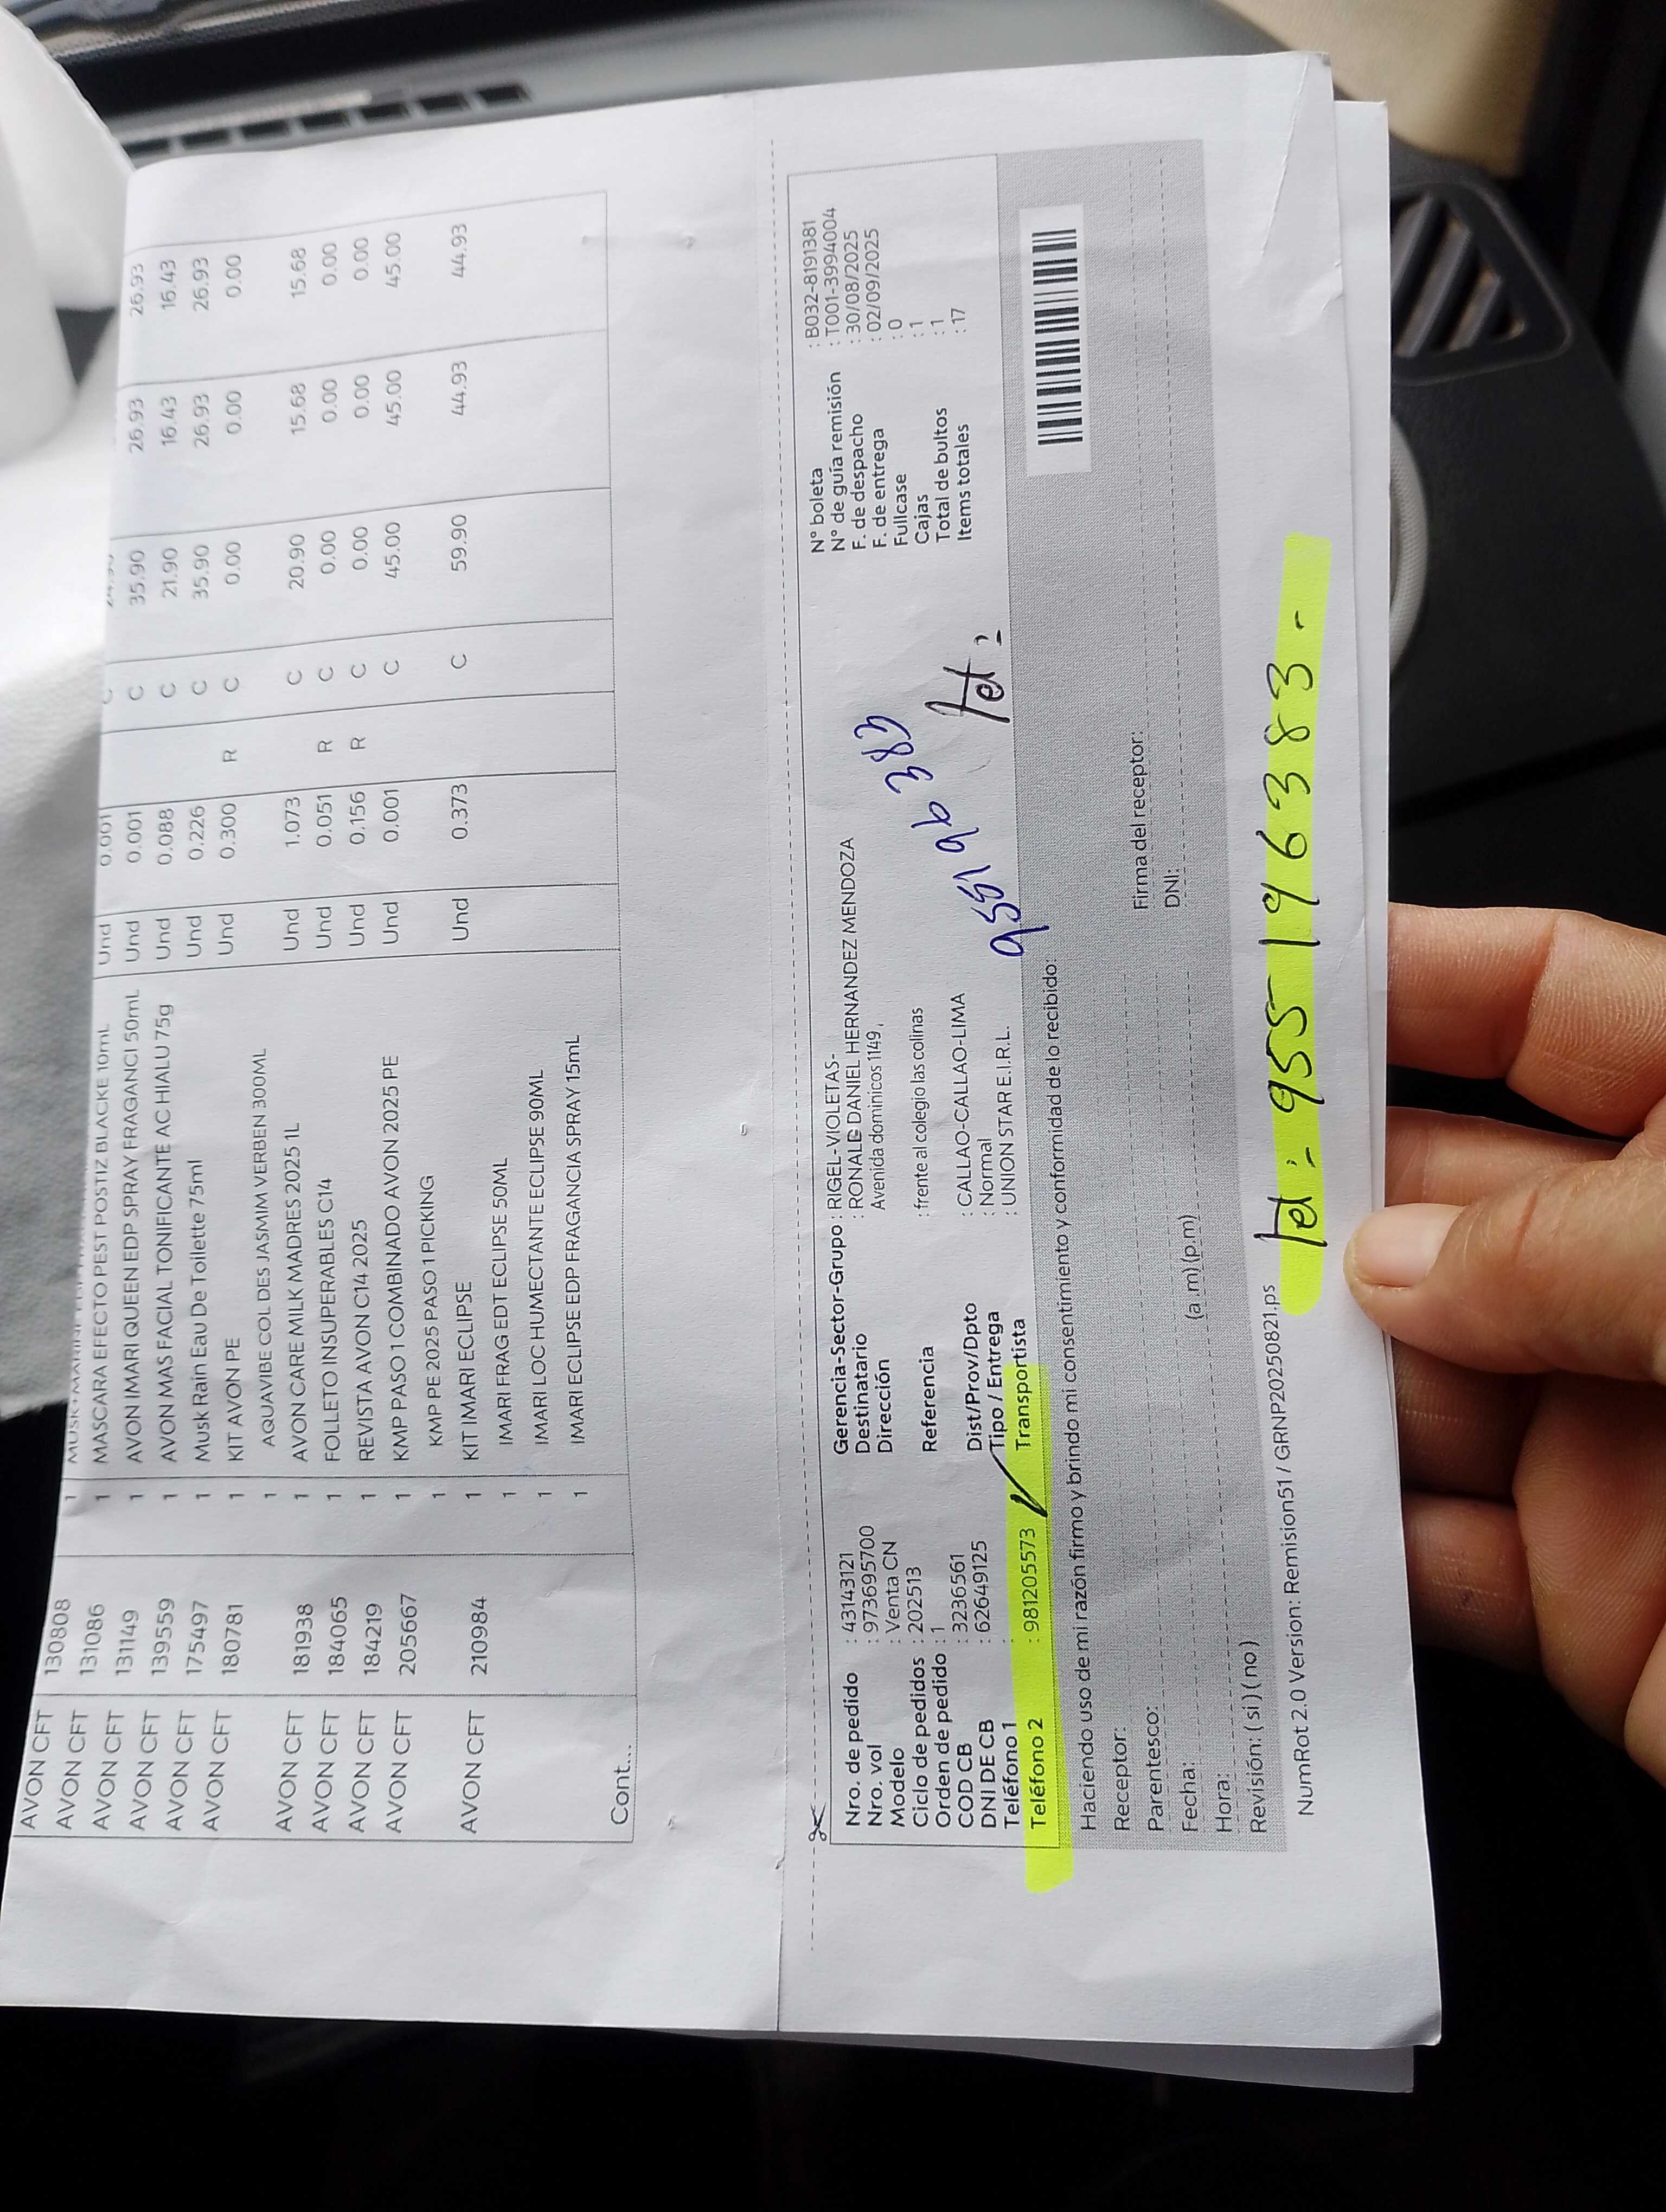 AVON CFT 130808 1
AVON CFT 131086 1 MASCARA EFECTO PEST POSTIZ BLACKE 10mL Und 0.001 C
AVON CFT 131149 1 AVON IMARI QUEEN EDP SPRAY FRAGANCI 50mL Und 0.001 C 35.90 26.93 26.93
AVON CFT 139559 1 AVON MAS FACIAL TONIFICANTE AC HIALU 75g Und 0.088 C 21.90 16.43 16.43
AVON CFT 175497 1 Musk Rain Eau De Toilette 75ml Und 0.226 C 35.90 26.93 26.93
AVON CFT 180781 1 KIT AVON PE Und 0.300 R C 0.00 0.00 0.00
1 AQUAVIBE COL DES JASMIM VERBEN 300ML
AVON CFT 181938 1 AVON CARE MILK MADRES 2025 1L Und 1.073 C 20.90 15.68 15.68
AVON CFT 184065 1 FOLLETO INSUPERABLES C14 Und 0.051 R C 0.00 0.00 0.00
AVON CFT 184219 1 REVISTA AVON C14 2025 Und 0.156 R C 0.00 0.00 0.00
AVON CFT 205667 1 KMP PASO 1 COMBINADO AVON 2025 PE Und 0.001 C 45.00 45.00 45.00
1 KMP PE 2025 PASO 1 PICKING
AVON CFT 210984 1 KIT IMARI ECLIPSE Und 0.373 C 59.90 44.93 44.93
1 IMARI FRAG EDT ECLIPSE 50ML
1 IMARI LOC HUMECTANTE ECLIPSE 90ML
1 IMARI ECLIPSE EDP FRAGANCIA SPRAY 15mL
Cont...
Nro. de pedido : 43143121
Nro. vol : 973695700
Modelo : Venta CN
Ciclo de pedidos : 202513
Orden de pedido : 1
COD CB : 3236561
DNI DE CB : 62649125
Teléfono 1 :
Teléfono 2 : 981205573
Gerencia-Sector-Grupo : RIGEL-VIOLETAS-
Destinatario : RONALD DANIEL HERNANDEZ MENDOZA
Dirección Avenida dominicos 1149 ,
Referencia : frente al colegio las colinas
Dist/Prov/Dpto : CALLAO-CALLAO-LIMA
Tipo / Entrega : Normal
Transportista : UNION STAR E.I.R.L.
955196383
tel:
N° boleta : B032-8191381
N° de guía remisión : T001-3994004
F. de despacho : 30/08/2025
F. de entrega : 02/09/2025
Fullcase : 0
Cajas : 1
Total de bultos : 1
Items totales : 17
Haciendo uso de mi razón firmo y brindo mi consentimiento y conformidad de lo recibido:
Receptor:
Parentesco:
Fecha:
Hora: (a.m) (p.m)
Revisión: ( si ) ( no )
Firma del receptor:
DNI:
NumRot 2.0 Version: Remision51 / GRNP20250821.ps
tel: 955196383-